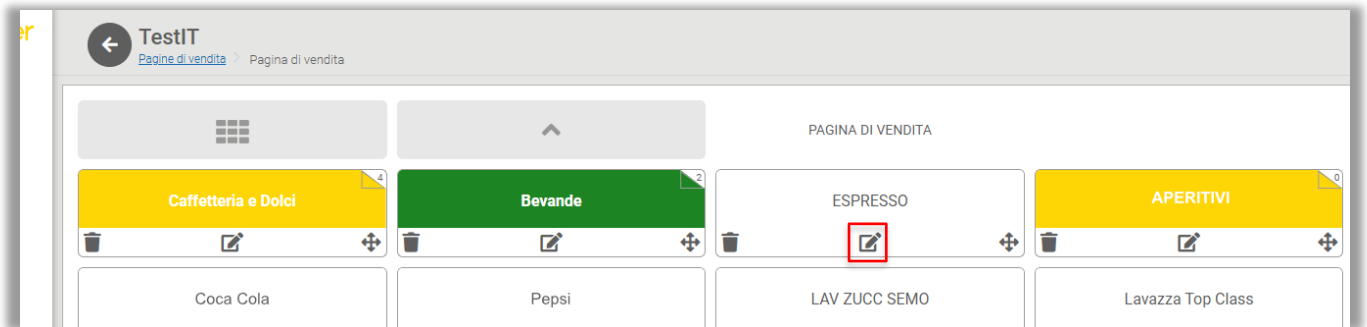 er
TestIT
Pagine di vendita > Pagina di vendita
PAGINA DI VENDITA
Caffetteria e Dolci 4
Bevande 2
ESPRESSO
APERITIVI 0
Coca Cola
Pepsi
LAV ZUCC SEMO
Lavazza Top Class